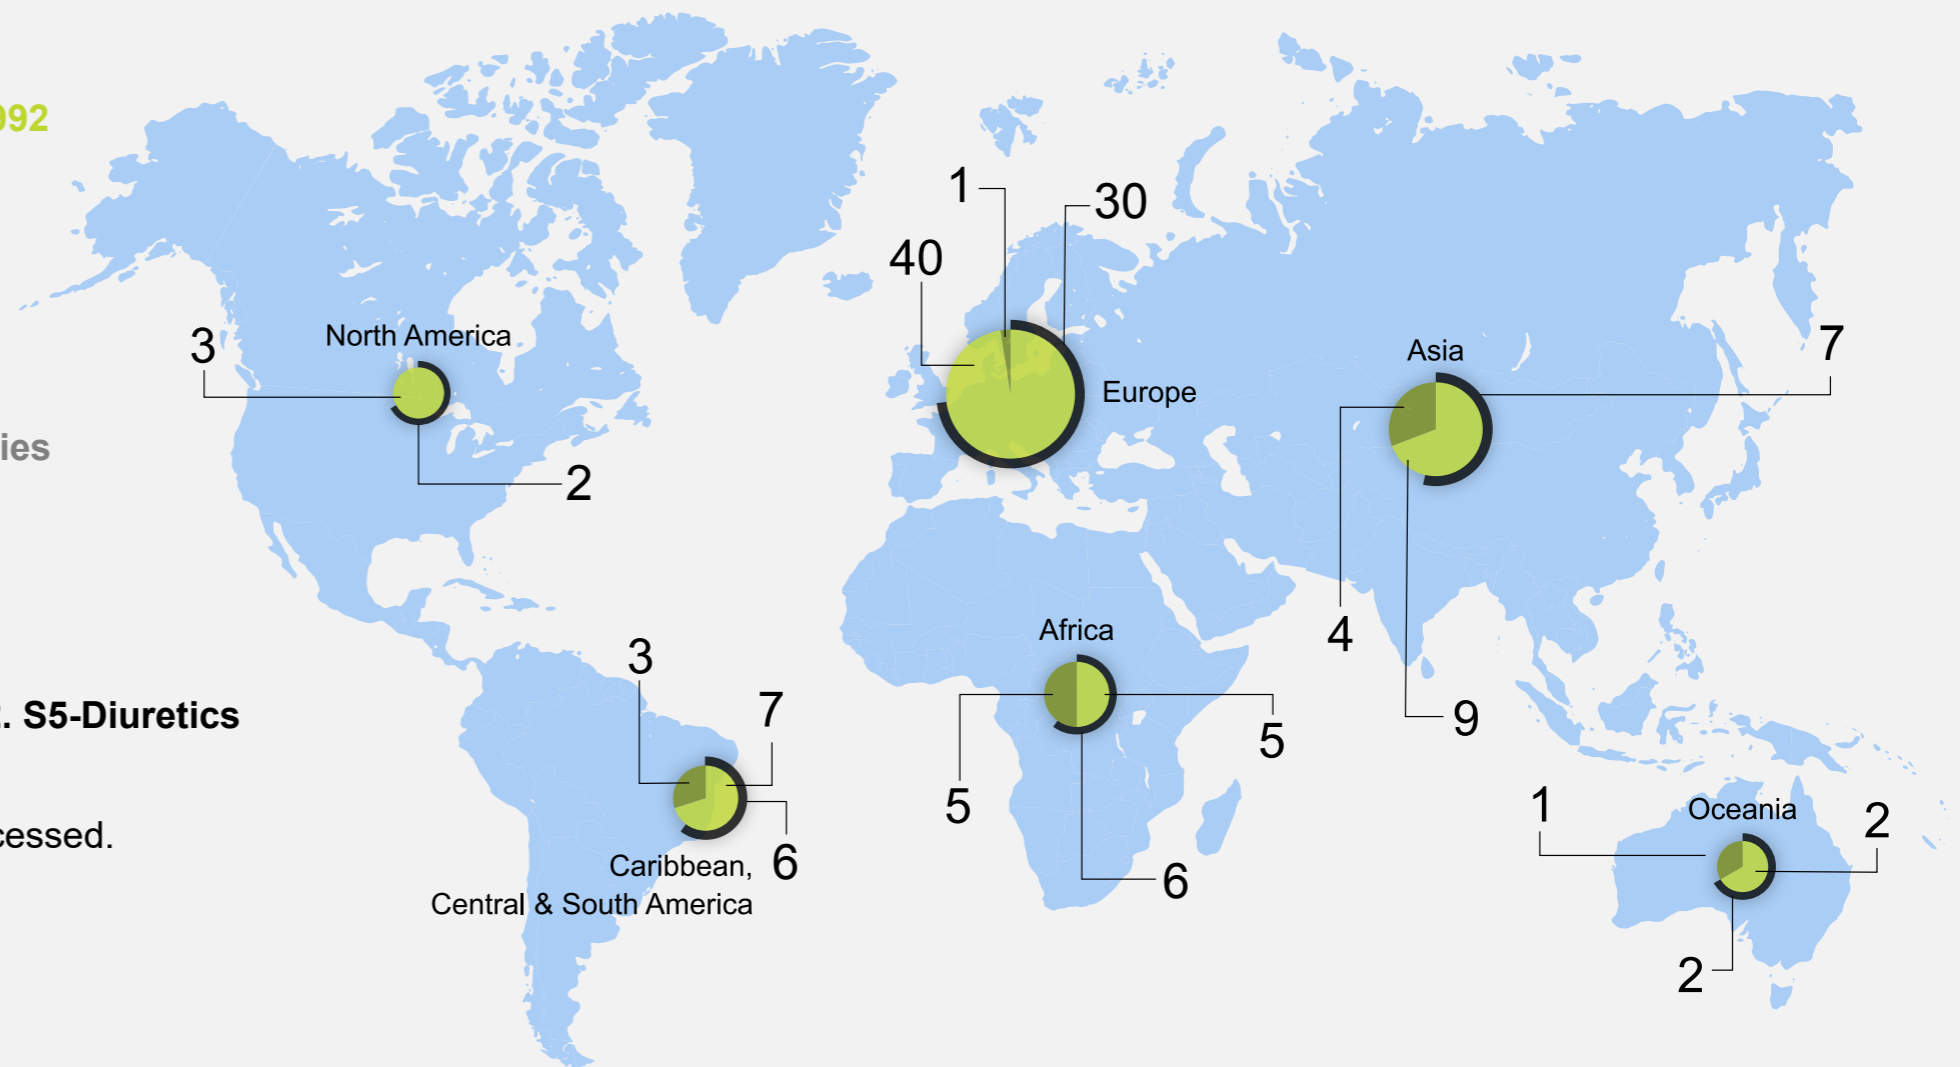 992
1
30
40
North America
3
7
Asia
Europe
ies
2
4
Africa
3
7
. S5-Diuretics
9
5
5
1
Oceania
2
cessed.
Caribbean,
6
Central & South America
6
2